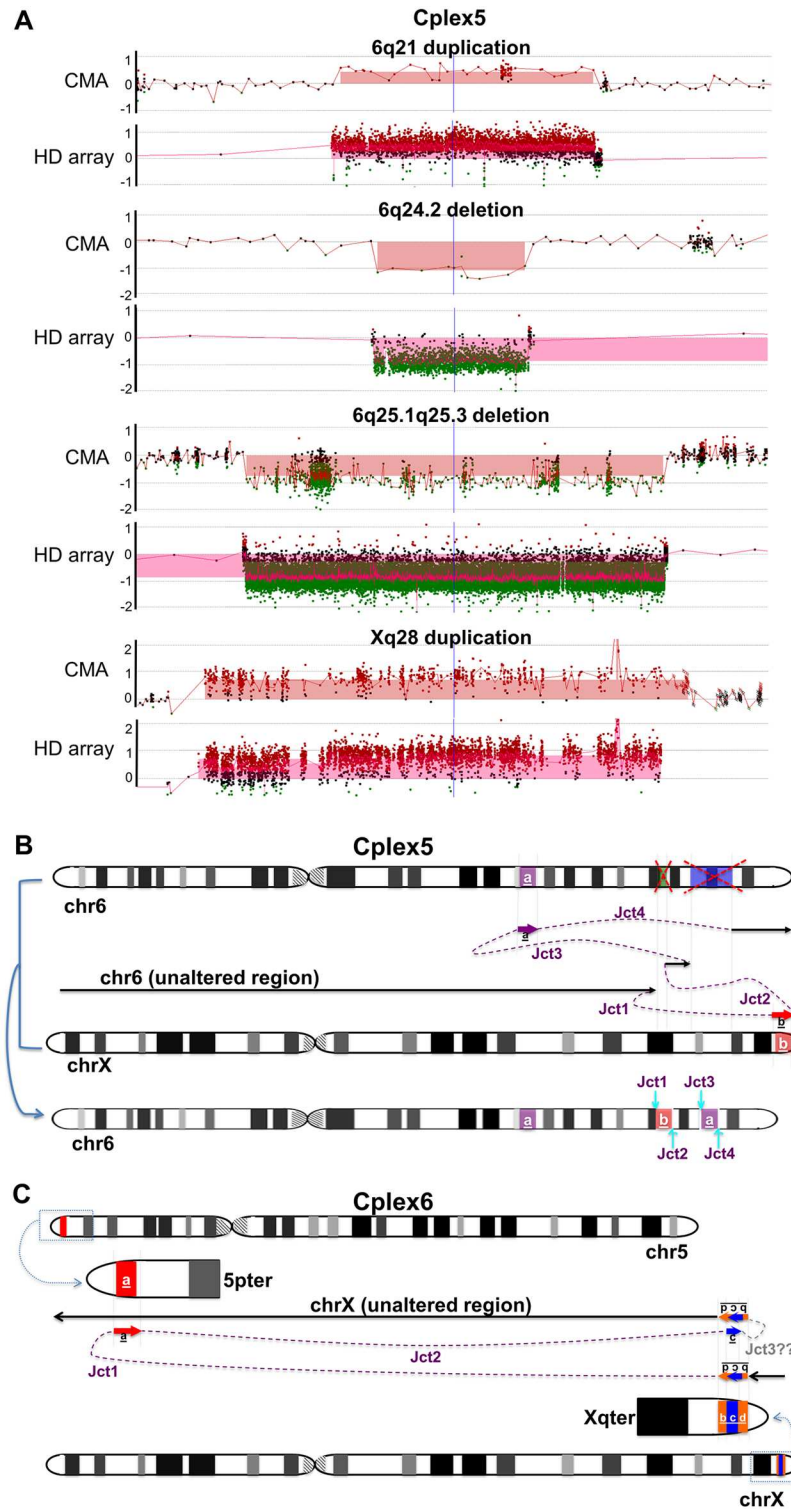 A
Cplex5
6q21 duplication
CMA
1
0
-1
HD array
1
0
-1
6q24.2 deletion
CMA
1
0
-1
-2
HD array
1
0
-1
-2
6q25.1q25.3 deletion
CMA
1
0
-1
-2
HD array
1
0
-1
-2
Xq28 duplication
CMA
2
1
0
HD array
2
1
0
B
Cplex5
a
chr6
Jct4
a
Jct3
chr6 (unaltered region)
Jct1
Jct2
b
chrX
b
Jct1
Jct3
a
b
a
chr6
Jct2
Jct4
C
Cplex6
chr5
a
5pter
chrX (unaltered region)
b c d
a
c
Jct3??
Jct1
Jct2
b c d
Xqter
b c d
chrX